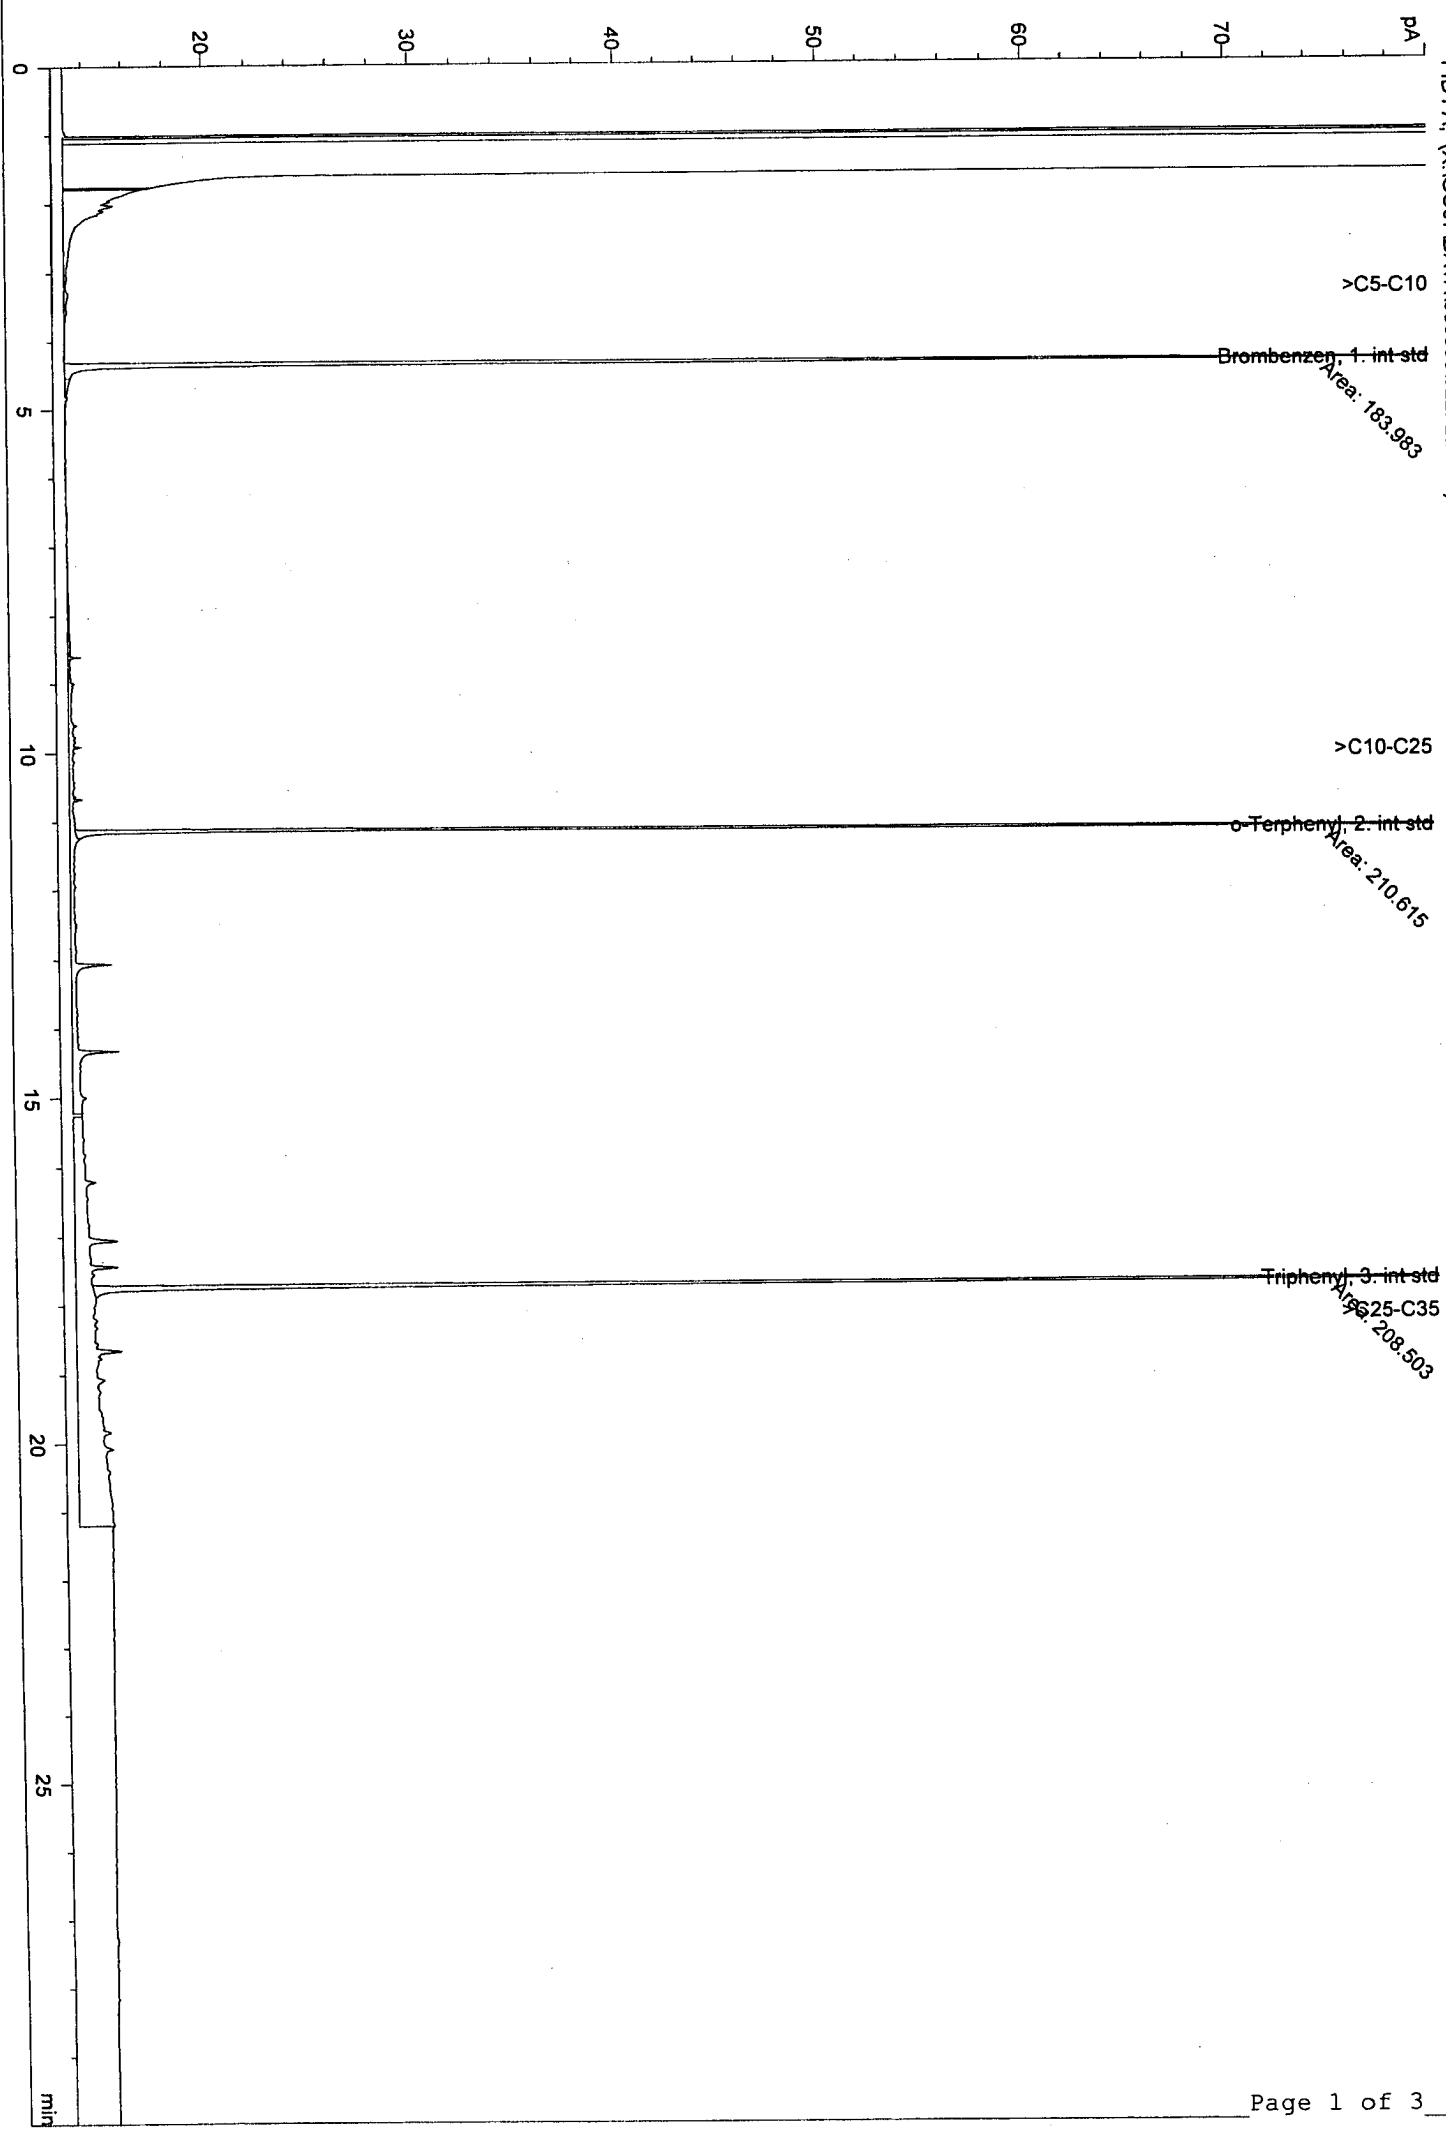 pA
70
60
50
40
30
20
0
>C5-C10
Brombenzen, 1. int std
Area: 183.983
5
>C10-C25
10
o-Terphenyl, 2. int std
Area: 210.615
15
Triphenyl, 3. int std
>C25-C35
Area: 208.503
20
25
min
Page 1 of 3